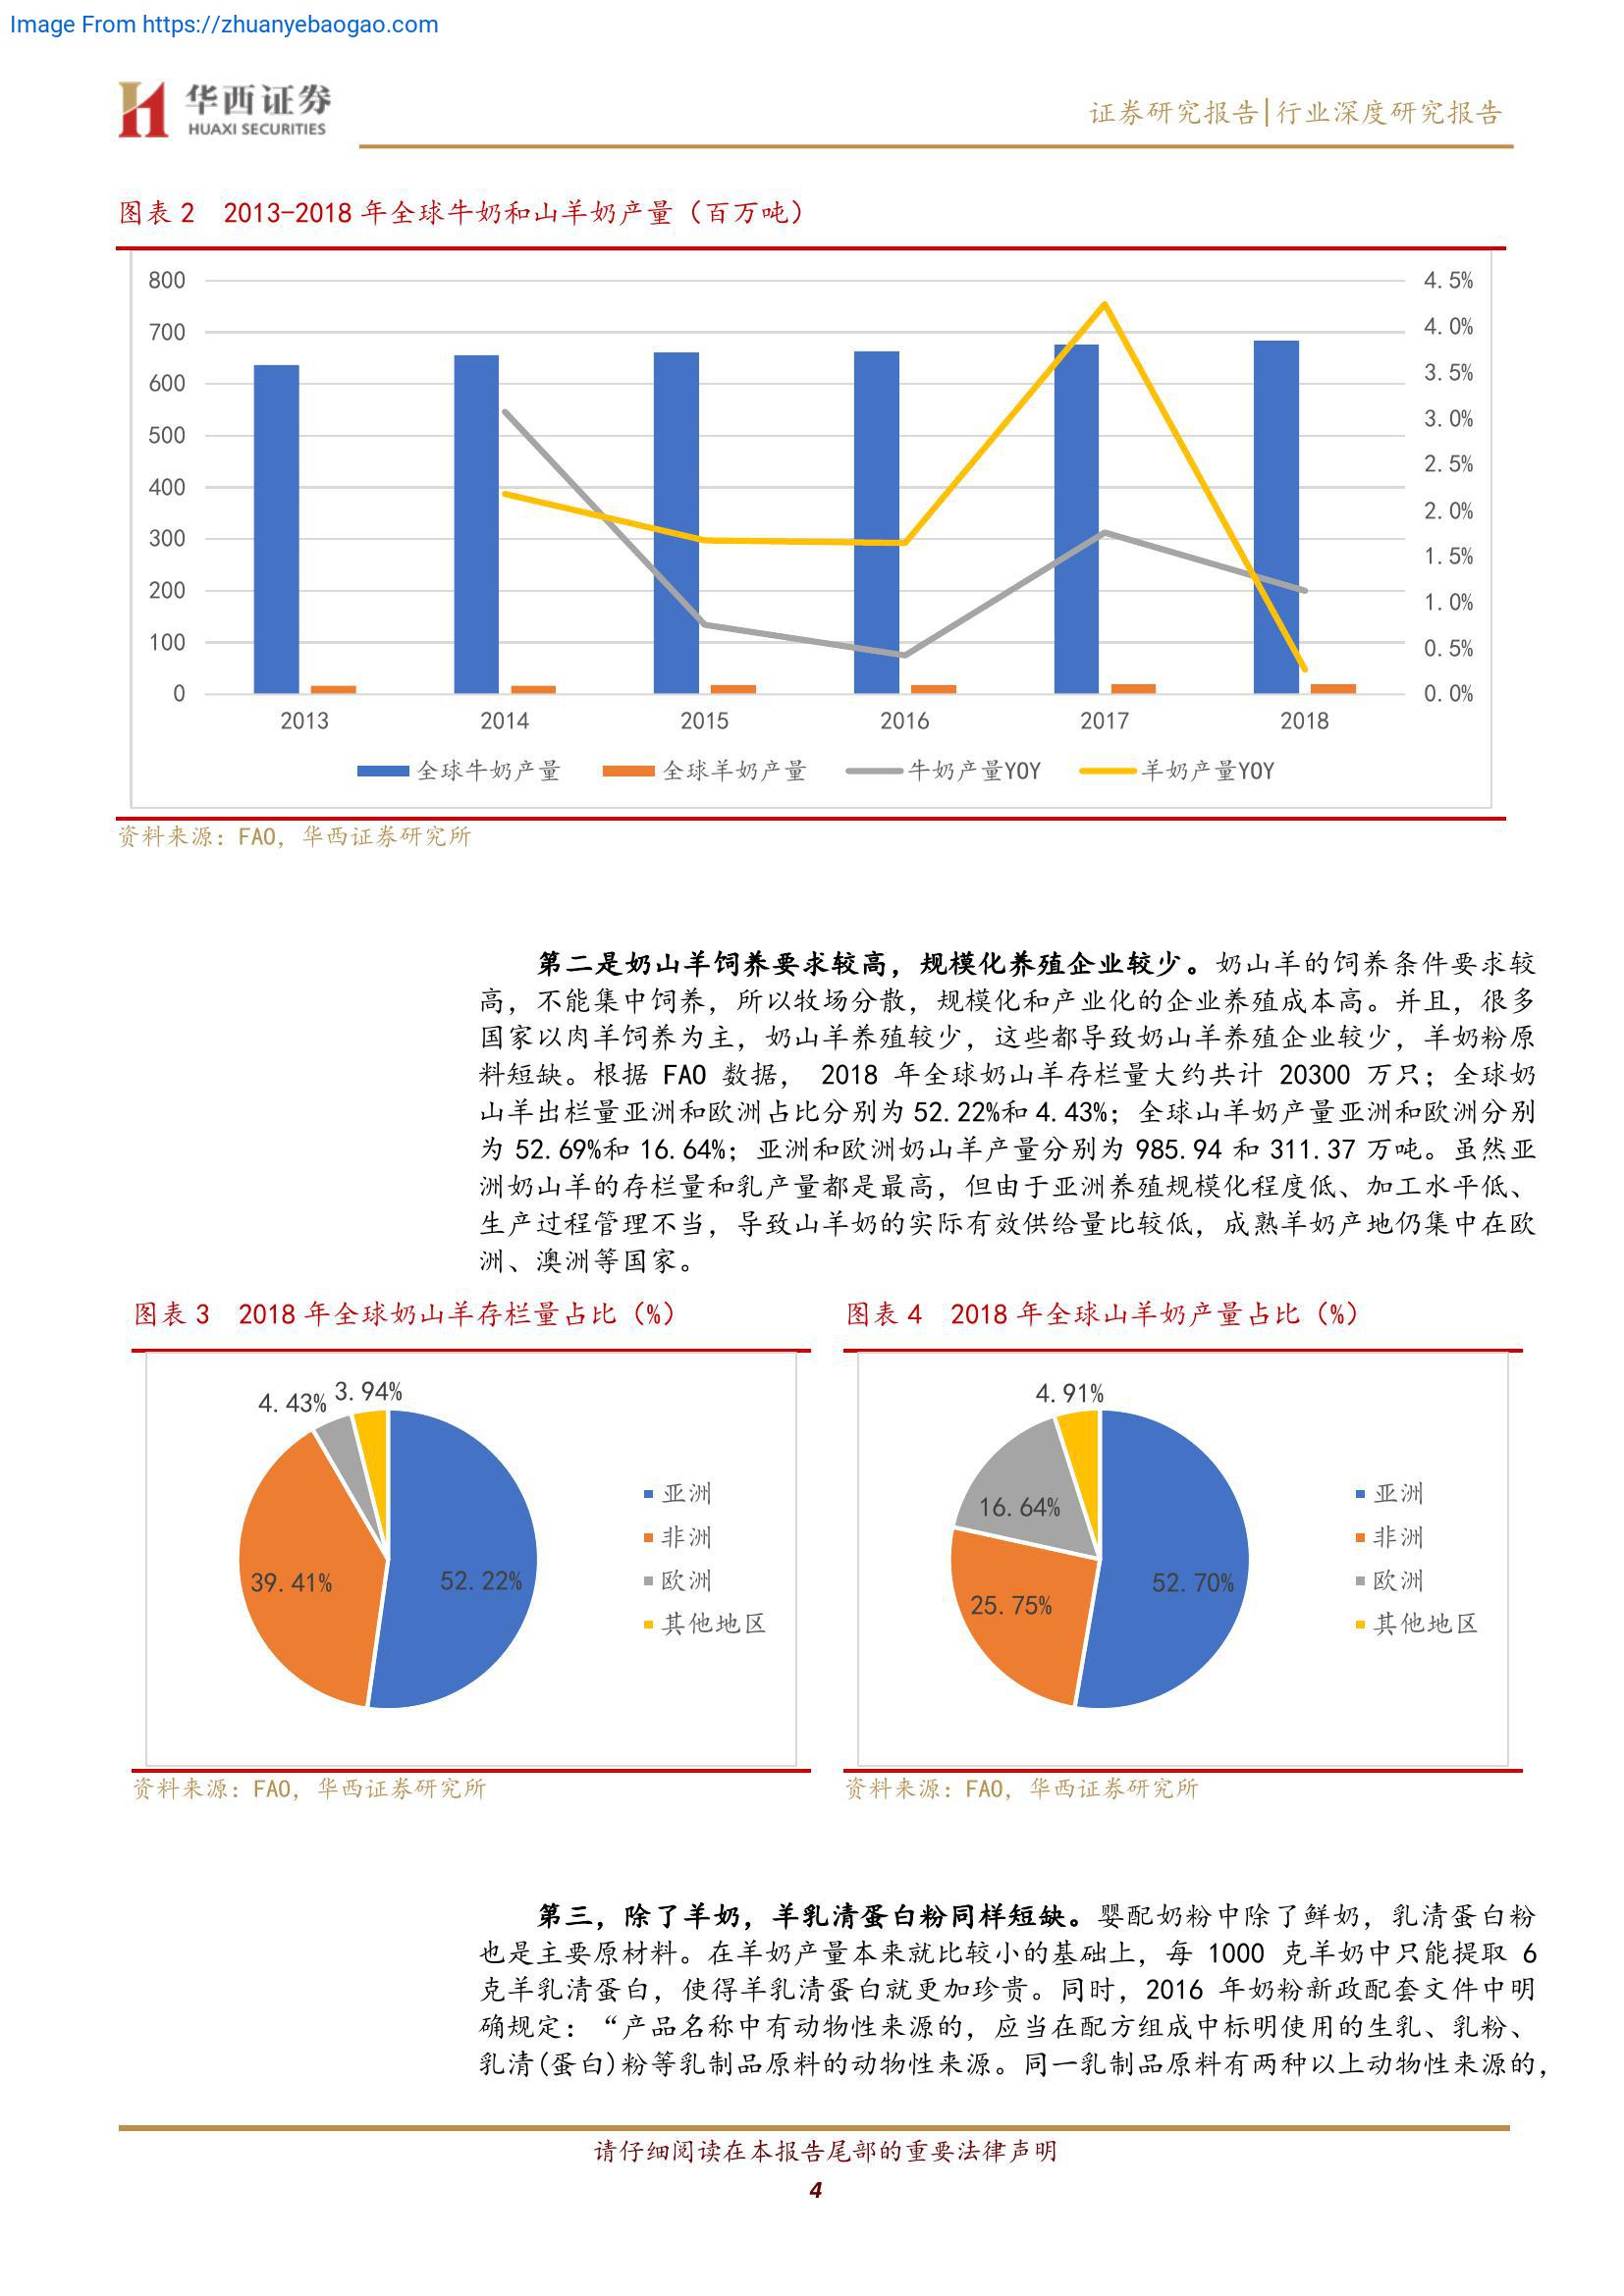 Image From https://zhuanyebaogao.com
华西证券
HUAXI SECURITIES
证券研究报告|行业深度研究报告
图表 2 2013-2018 年全球牛奶和山羊奶产量（百万吨）
800
700
600
500
400
300
200
100
0
4.5%
4.0%
3.5%
3.0%
2.5%
2.0%
1.5%
1.0%
0.5%
0.0%
2013 2014 2015 2016 2017 2018
全球牛奶产量 全球羊奶产量 牛奶产量YOY 羊奶产量YOY
资料来源：FAO，华西证券研究所
第二是奶山羊饲养要求较高，规模化养殖企业较少。奶山羊的饲养条件要求较
高，不能集中饲养，所以牧场分散，规模化和产业化的企业养殖成本高。并且，很多
国家以肉羊饲养为主，奶山羊养殖较少，这些都导致奶山羊养殖企业较少，羊奶粉原
料短缺。根据 FAO 数据， 2018 年全球奶山羊存栏量大约共计 20300 万只；全球奶
山羊出栏量亚洲和欧洲占比分别为 52.22%和 4.43%；全球山羊奶产量亚洲和欧洲分别
为 52.69%和 16.64%；亚洲和欧洲奶山羊产量分别为 985.94 和 311.37 万吨。虽然亚
洲奶山羊的存栏量和乳产量都是最高，但由于亚洲养殖规模化程度低、加工水平低、
生产过程管理不当，导致山羊奶的实际有效供给量比较低，成熟羊奶产地仍集中在欧
洲、澳洲等国家。
图表 3 2018 年全球奶山羊存栏量占比（%）
4.43%
3.94%
39.41%
52.22%
亚洲
非洲
欧洲
其他地区
资料来源：FAO，华西证券研究所
图表 4 2018 年全球山羊奶产量占比（%）
4.91%
16.64%
25.75%
52.70%
亚洲
非洲
欧洲
其他地区
资料来源：FAO，华西证券研究所
第三，除了羊奶，羊乳清蛋白粉同样短缺。婴配奶粉中除了鲜奶，乳清蛋白粉
也是主要原材料。在羊奶产量本来就比较小的基础上，每 1000 克羊奶中只能提取 6
克羊乳清蛋白，使得羊乳清蛋白就更加珍贵。同时，2016 年奶粉新政配套文件中明
确规定：“产品名称中有动物性来源的，应当在配方组成中标明使用的生乳、乳粉、
乳清(蛋白)粉等乳制品原料的动物性来源。同一乳制品原料有两种以上动物性来源的，
请仔细阅读在本报告尾部的重要法律声明
4